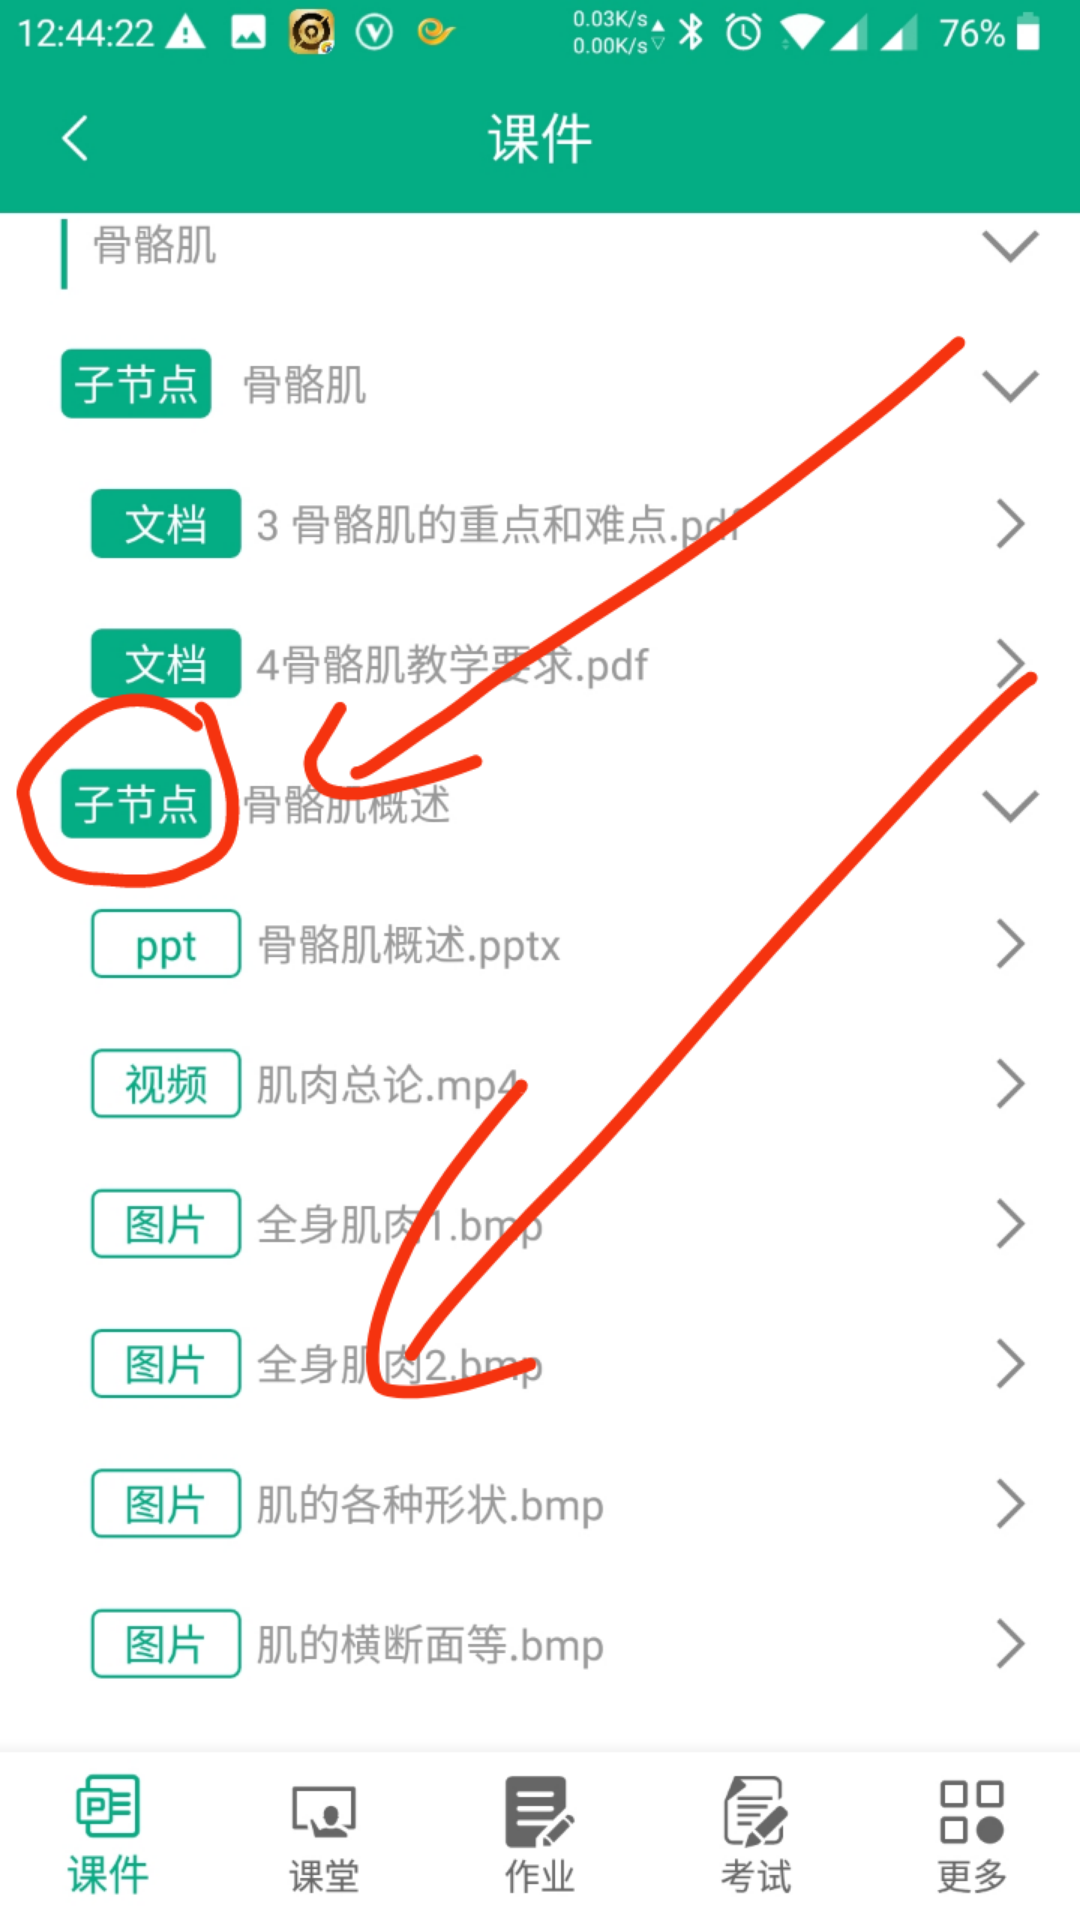 12:44:22 0.03K/s 0.00K/s 76%
课件
骨骼肌
子节点 骨骼肌
文档 3 骨骼肌的重点和难点.pdf
文档 4骨骼肌教学要求.pdf
子节点 骨骼肌概述
ppt 骨骼肌概述.pptx
视频 肌肉总论.mp4
图片 全身肌肉1.bmp
图片 全身肌肉2.bmp
图片 肌的各种形状.bmp
图片 肌的横断面等.bmp
课件 课堂 作业 考试 更多